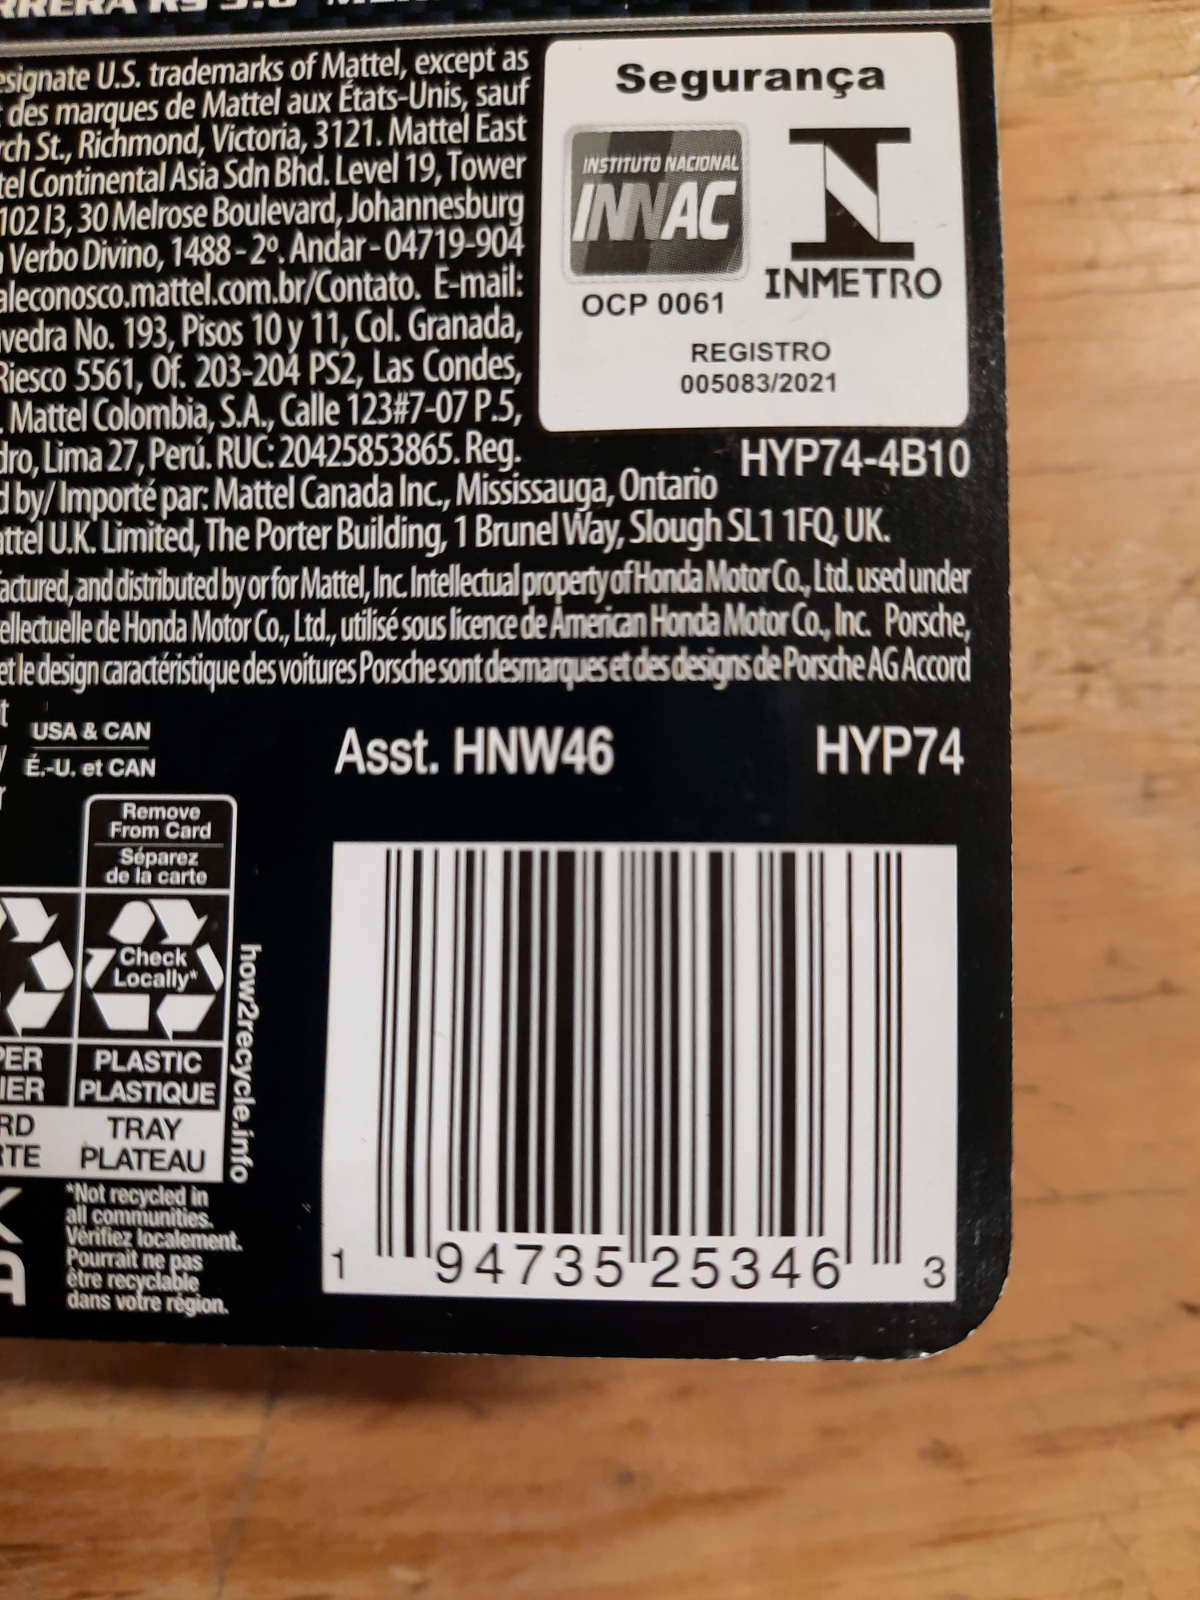 RRERA RS 3.8
esignate U.S. trademarks of Mattel, except as
des marques de Mattel aux États-Unis, sauf
rch St., Richmond, Victoria, 3121. Mattel East
tel Continental Asia Sdn Bhd. Level 19, Tower
102 I3, 30 Melrose Boulevard, Johannesburg
Verbo Divino, 1488 - 2º. Andar - 04719-904
aleconosco.mattel.com.br/Contato. E-mail:
avedra No. 193, Pisos 10 y 11, Col. Granada,
Riesco 5561, Of. 203-204 PS2, Las Condes,
. Mattel Colombia, S.A., Calle 123#7-07 P.5,
dro, Lima 27, Perú. RUC: 20425853865. Reg.
d by/ Importé par: Mattel Canada Inc., Mississauga, Ontario
attel U.K. Limited, The Porter Building, 1 Brunel Way, Slough SL1 1FQ, UK.
factured, and distributed by or for Mattel, Inc. Intellectual property of Honda Motor Co., Ltd. used under
ellectuelle de Honda Motor Co., Ltd., utilisé sous licence de American Honda Motor Co., Inc. Porsche,
et le design caractéristique des voitures Porsche sont des marques et des designs de Porsche AG Accord
Segurança
INSTITUTO NACIONAL
INNAC
OCP 0061
INMETRO
REGISTRO
005083/2021
HYP74-4B10
USA & CAN
É.-U. et CAN
Asst. HNW46
HYP74
Remove
From Card
Séparez
de la carte
Check
Locally*
PER
IER
RD
RTE
PLASTIC
PLASTIQUE
TRAY
PLATEAU
how2recycle.info
*Not recycled in
all communities.
Vérifiez localement.
Pourrait ne pas
être recyclable
dans votre région.
1 94735 25346 3